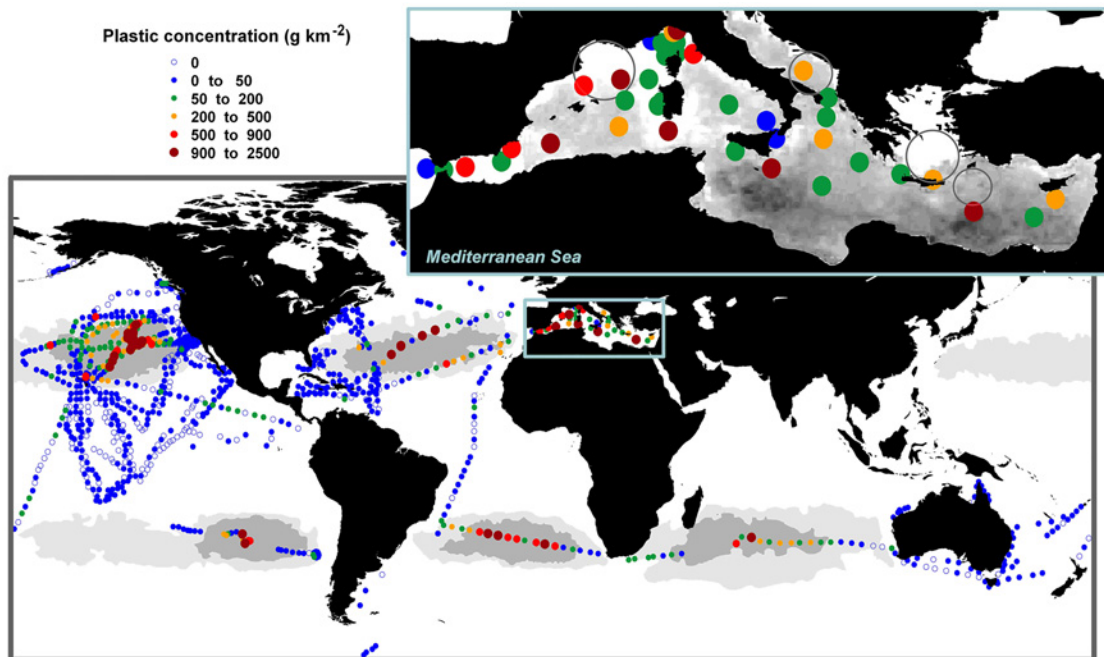 Plastic concentration (g km⁻²)
0
0 to 50
50 to 200
200 to 500
500 to 900
900 to 2500
Mediterranean Sea